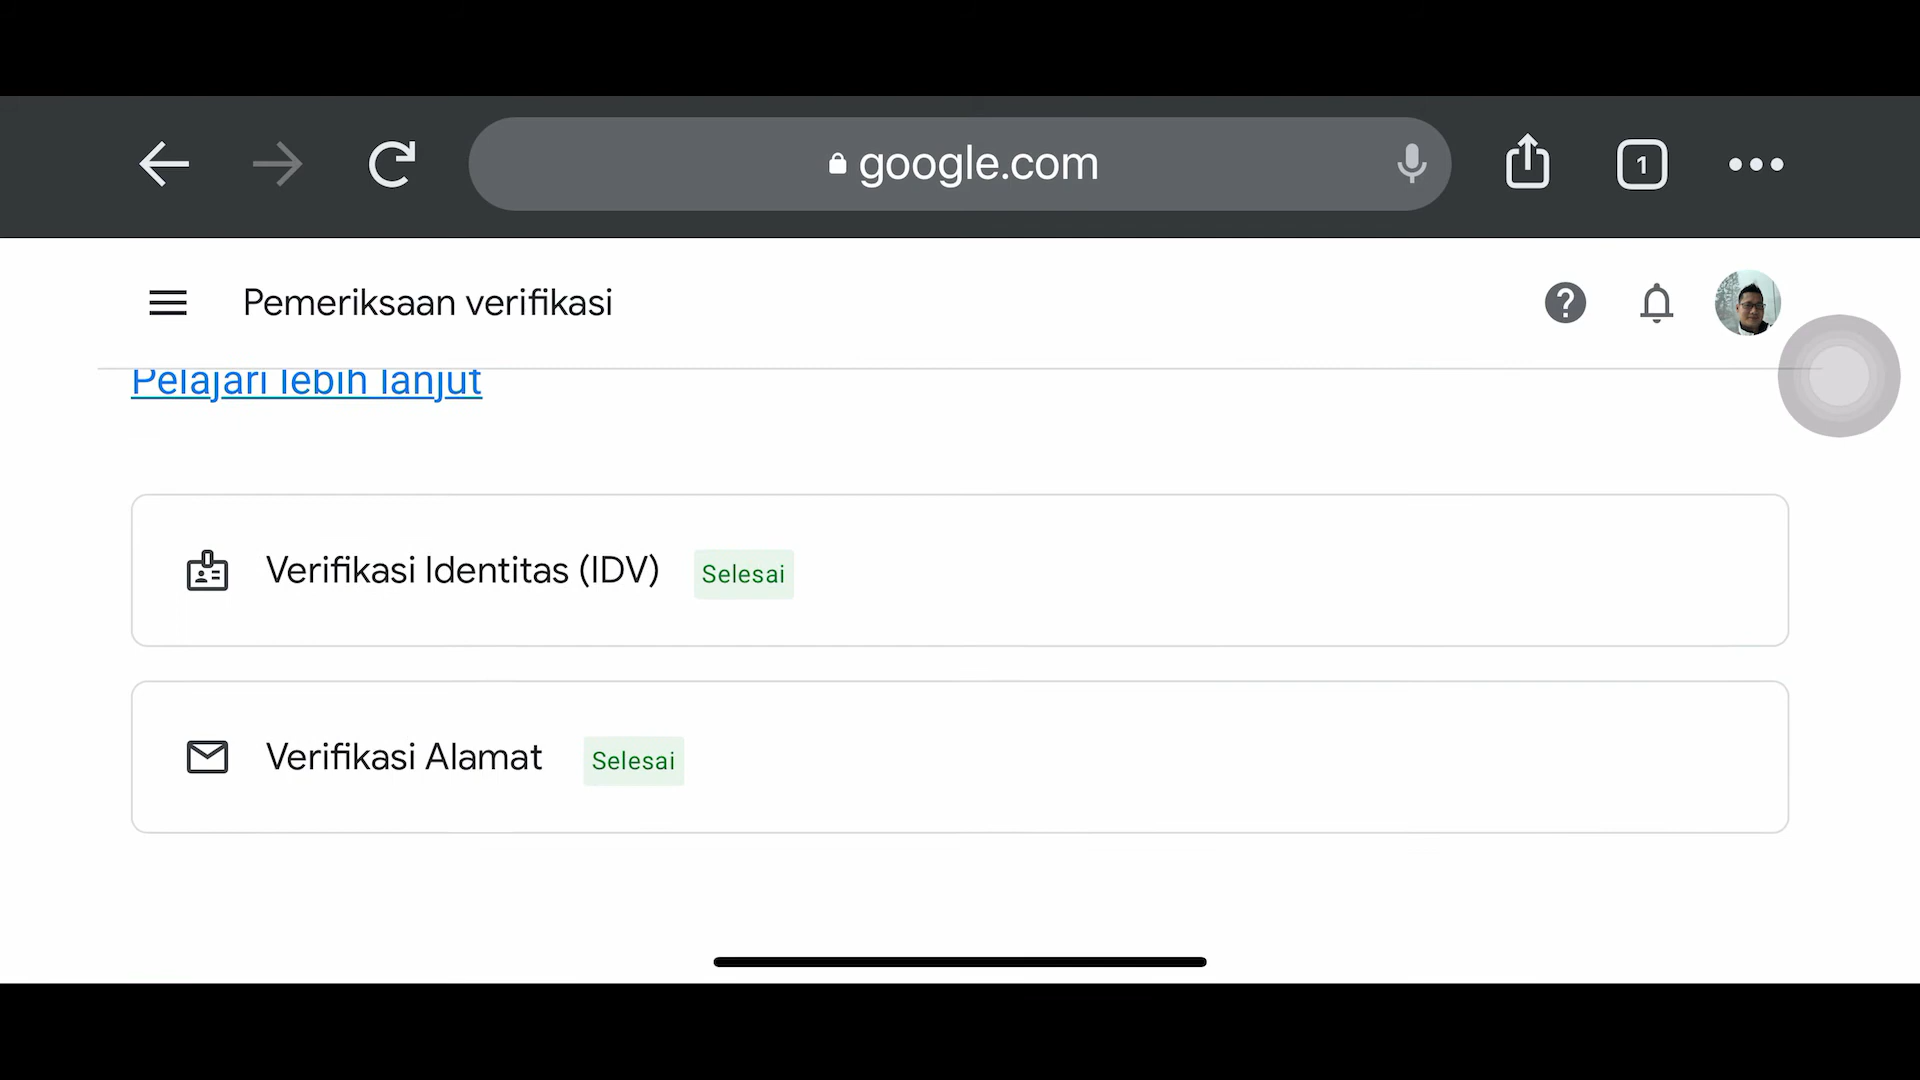 google.com
1
Pemeriksaan verifikasi
Pelajari lebih lanjut
Verifikasi Identitas (IDV) Selesai
Verifikasi Alamat Selesai